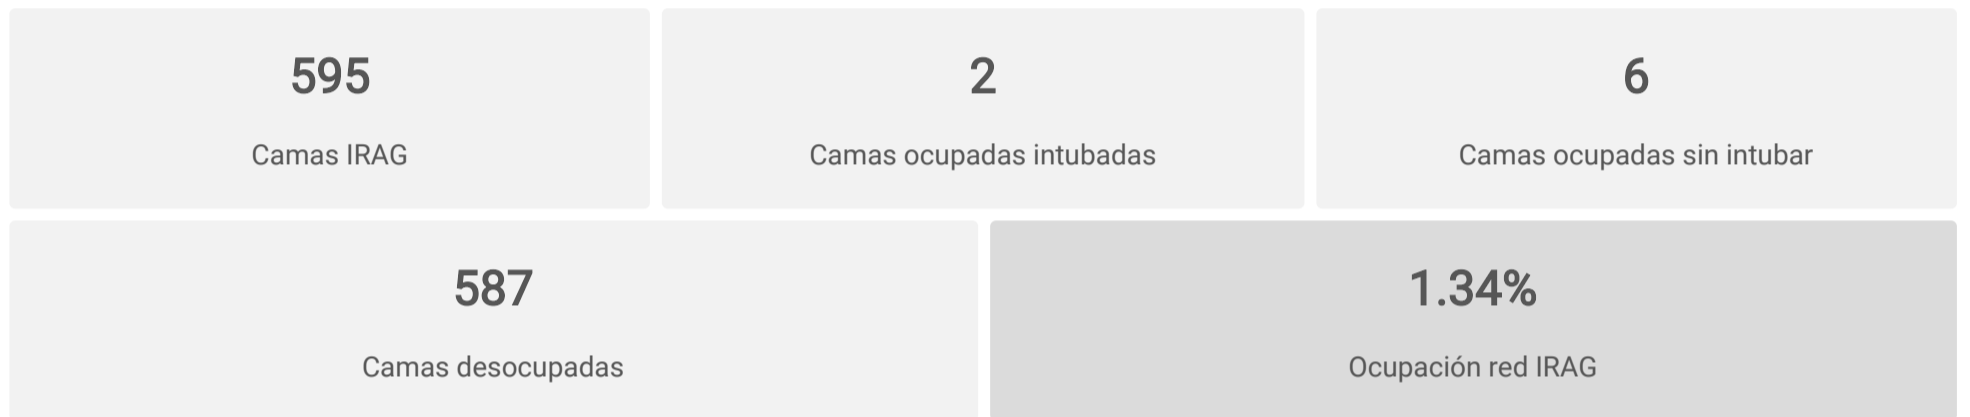 595
Camas IRAG
2
Camas ocupadas intubadas
6
Camas ocupadas sin intubar
587
Camas desocupadas
1.34%
Ocupación red IRAG